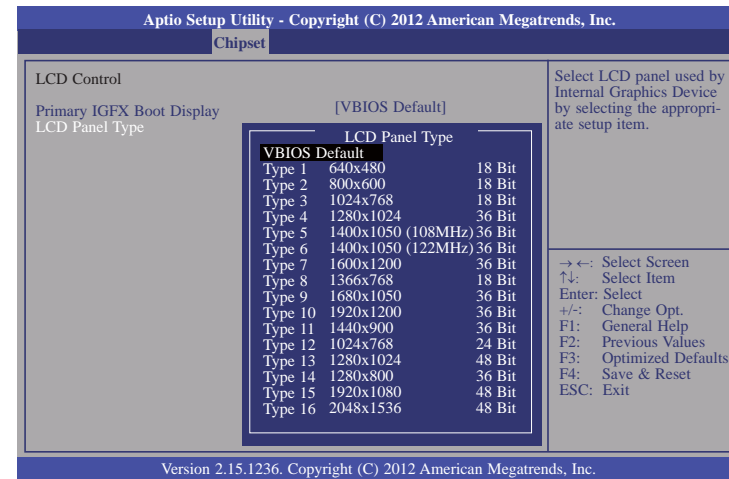 Aptio Setup Utility - Copyright (C) 2012 American Megatrends, Inc.
Chipset
LCD Control
Primary IGFX Boot Display [VBIOS Default]
LCD Panel Type
LCD Panel Type
VBIOS Default
Type 1 640x480 18 Bit
Type 2 800x600 18 Bit
Type 3 1024x768 18 Bit
Type 4 1280x1024 36 Bit
Type 5 1400x1050 (108MHz) 36 Bit
Type 6 1400x1050 (122MHz) 36 Bit
Type 7 1600x1200 36 Bit
Type 8 1366x768 18 Bit
Type 9 1680x1050 36 Bit
Type 10 1920x1200 36 Bit
Type 11 1440x900 36 Bit
Type 12 1024x768 24 Bit
Type 13 1280x1024 48 Bit
Type 14 1280x800 36 Bit
Type 15 1920x1080 48 Bit
Type 16 2048x1536 48 Bit
Select LCD panel used by
Internal Graphics Device
by selecting the appropri-
ate setup item.
→←: Select Screen
↑↓: Select Item
Enter: Select
+/-: Change Opt.
F1: General Help
F2: Previous Values
F3: Optimized Defaults
F4: Save & Reset
ESC: Exit
Version 2.15.1236. Copyright (C) 2012 American Megatrends, Inc.